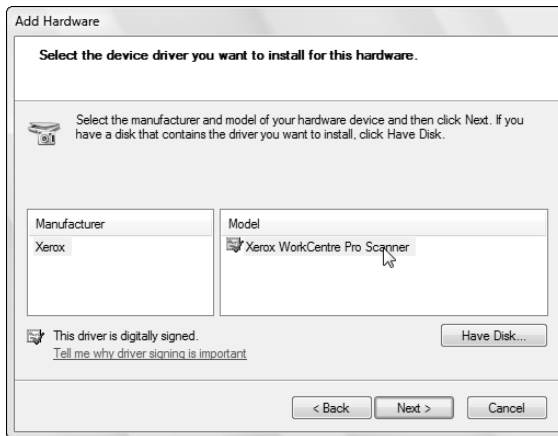 Add Hardware
Select the device driver you want to install for this hardware.
Select the manufacturer and model of your hardware device and then click Next. If you
have a disk that contains the driver you want to install, click Have Disk.
Manufacturer
Model
Xerox
Xerox WorkCentre Pro Scanner
This driver is digitally signed.
Have Disk...
Tell me why driver signing is important
< Back
Next >
Cancel